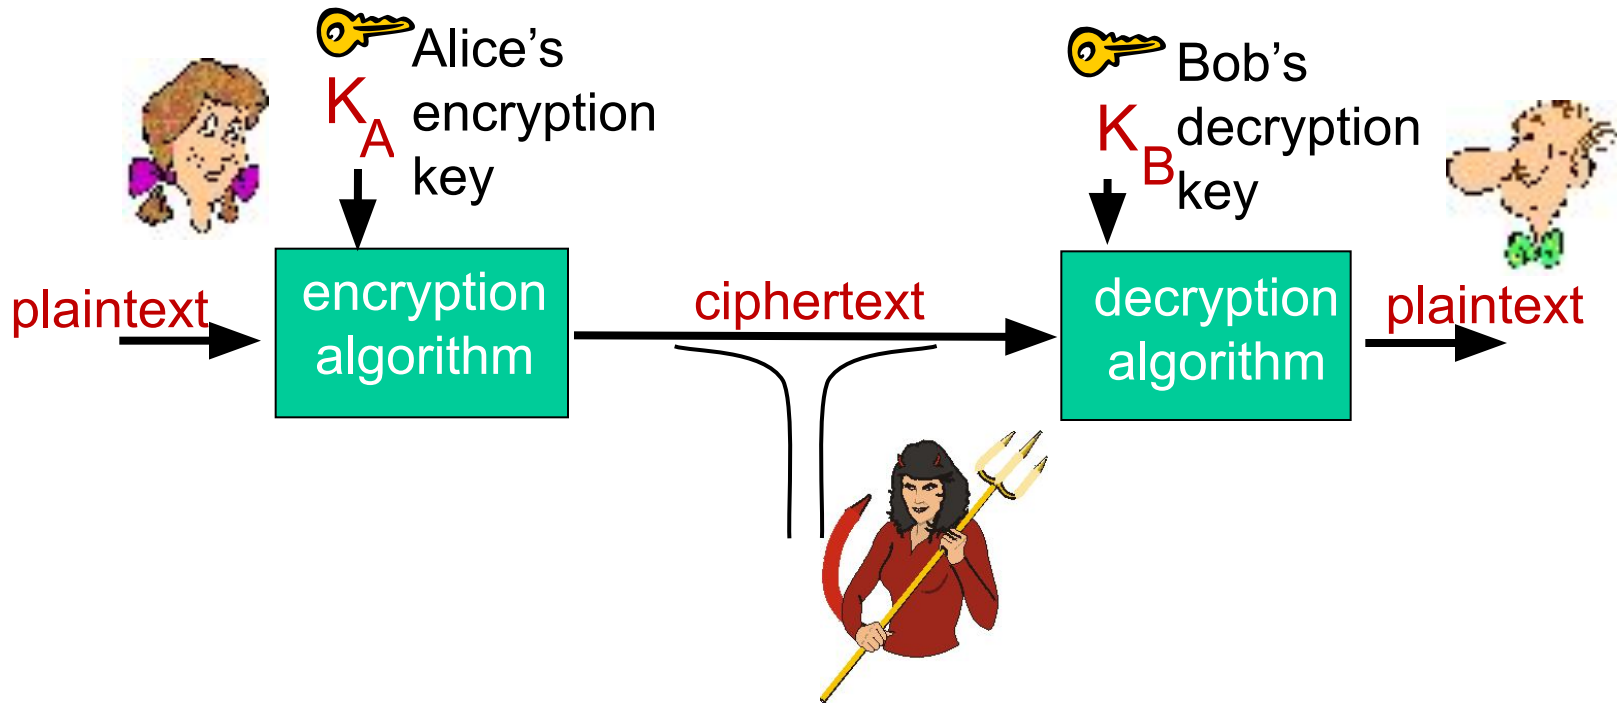 Alice’s
encryption
key
K
A
Bob’s
decryption
key
K
B
plaintext
encryption
algorithm
ciphertext
decryption
algorithm
plaintext